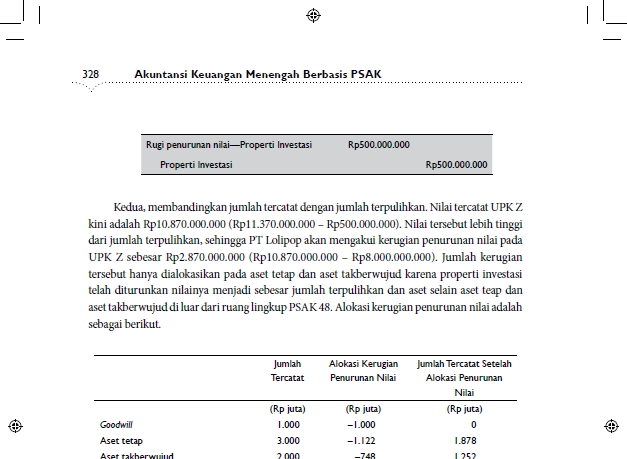 328 Akuntansi Keuangan Menengah Berbasis PSAK
Rugi penurunan nilai—Properti Investasi Rp500.000.000
Properti Investasi Rp500.000.000
Kedua, membandingkan jumlah tercatat dengan jumlah terpulihkan. Nilai tercatat UPK Z
kini adalah Rp10.870.000.000 (Rp11.370.000.000 – Rp500.000.000). Nilai tersebut lebih tinggi
dari jumlah terpulihkan, sehingga PT Lolipop akan mengakui kerugian penurunan nilai pada
UPK Z sebesar Rp2.870.000.000 (Rp10.870.000.000 – Rp8.000.000.000). Jumlah kerugian
tersebut hanya dialokasikan pada aset tetap dan aset takberwujud karena properti investasi
telah diturunkan nilainya menjadi sebesar jumlah terpulihkan dan aset selain aset teap dan
aset takberwujud di luar dari ruang lingkup PSAK 48. Alokasi kerugian penurunan nilai adalah
sebagai berikut.
Jumlah Alokasi Kerugian Jumlah Tercatat Setelah
Tercatat Penurunan Nilai Alokasi Penurunan
Nilai
(Rp juta) (Rp juta) (Rp juta)
Goodwill 1.000 –1.000 0
Aset tetap 3.000 –1.122 1.878
Aset takberwujud 2.000 –748 1.252